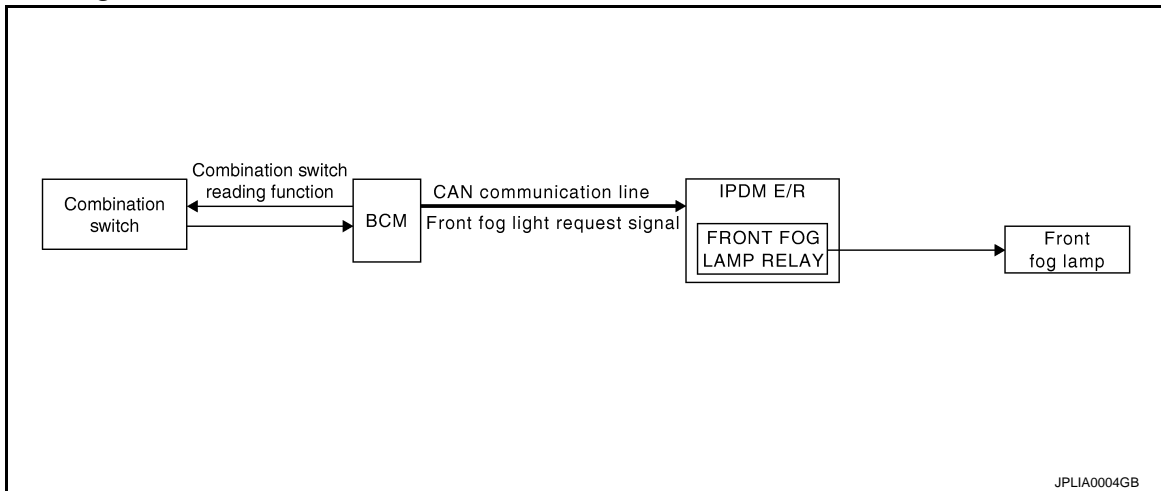 Combination switch
reading function
Combination
switch
BCM
CAN communication line
Front fog light request signal
IPDM E/R
FRONT FOG
LAMP RELAY
Front
fog lamp
JPLIA0004GB